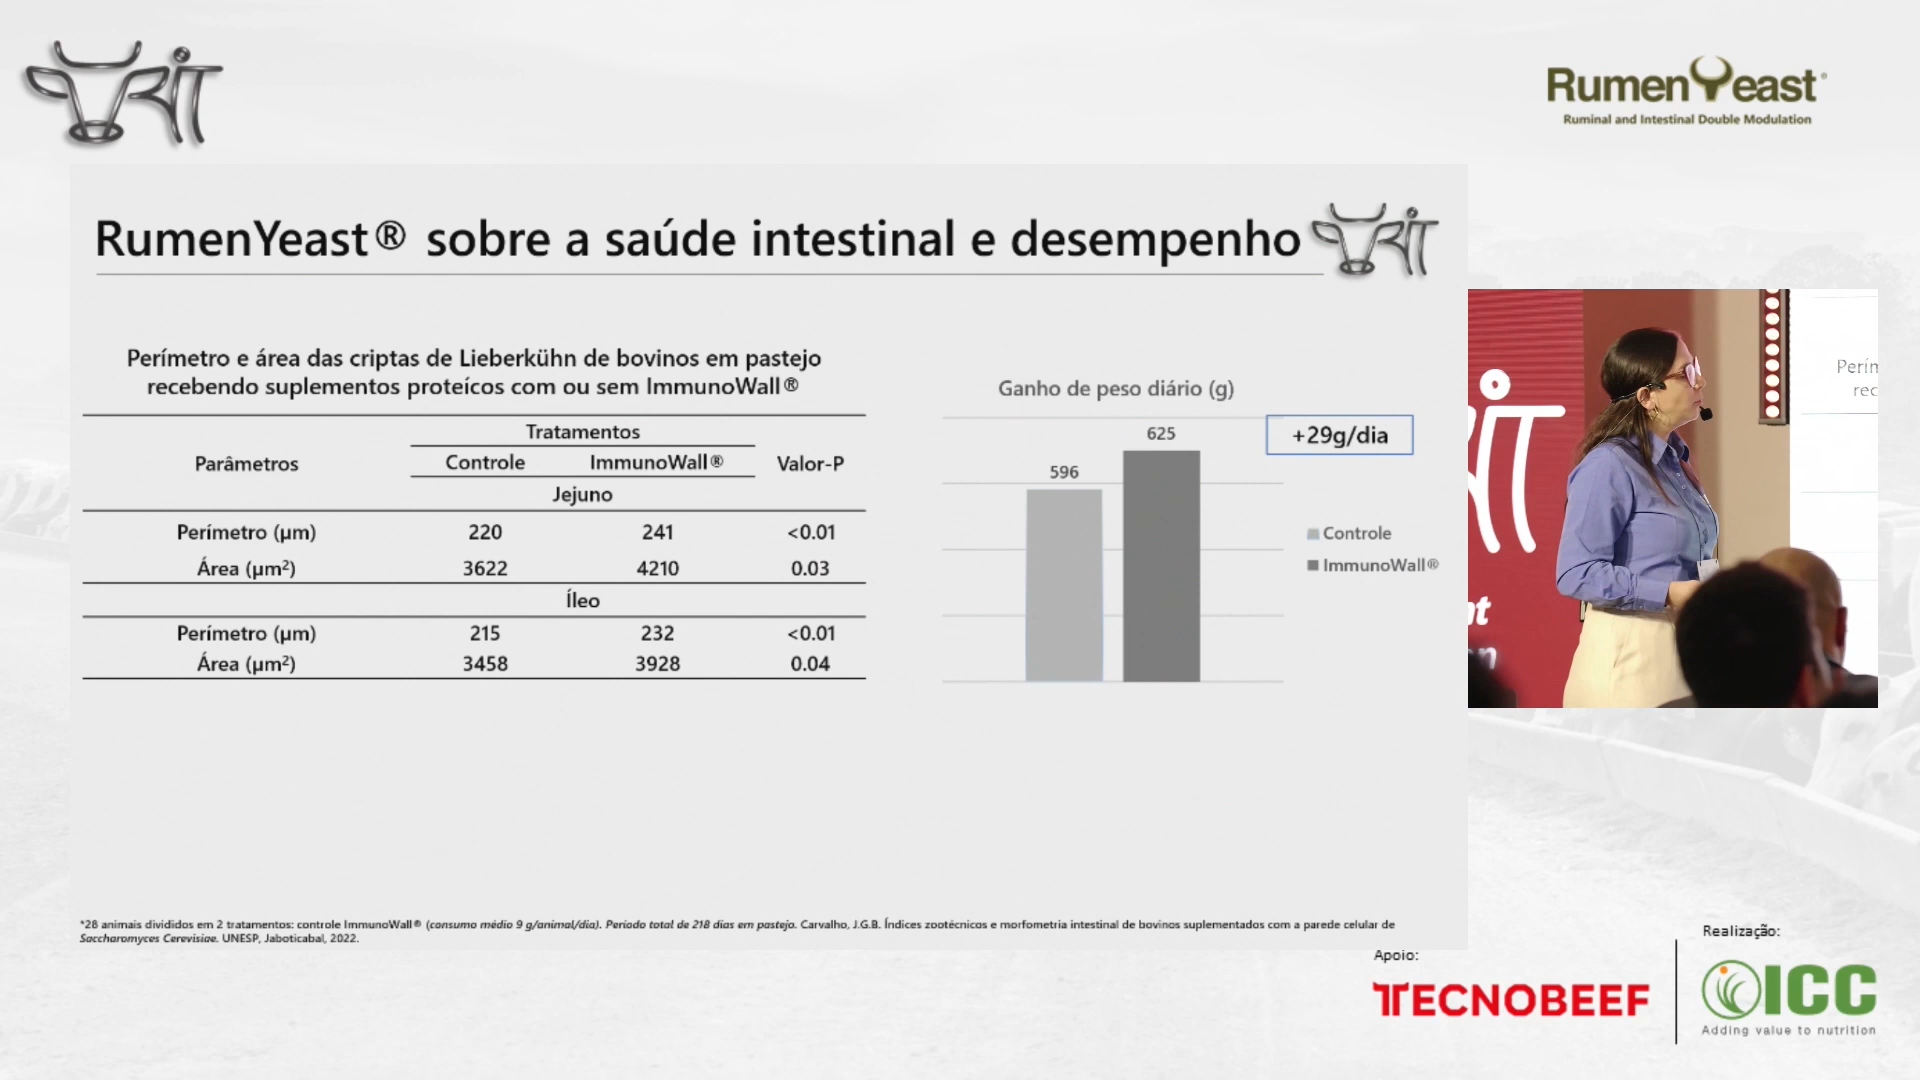 RumenYeast®
Ruminal and Intestinal Double Modulation
RumenYeast® sobre a saúde intestinal e desempenho
Perímetro e área das criptas de Lieberkühn de bovinos em pastejo
recebendo suplementos proteícos com ou sem ImmunoWall®
Parâmetros
Tratamentos
Controle ImmunoWall®
Valor-P
Jejuno
Perímetro (µm) 220 241 <0.01
Área (µm²) 3622 4210 0.03
Íleo
Perímetro (µm) 215 232 <0.01
Área (µm²) 3458 3928 0.04
Ganho de peso diário (g)
+29g/dia
596
625
Controle
ImmunoWall®
*28 animais divididos em 2 tratamentos: controle ImmunoWall® (consumo médio 9 g/animal/dia). Período total de 218 dias em pastejo. Carvalho, J.G.B. Índices zootécnicos e morfometria intestinal de bovinos suplementados com a parede celular de
Saccharomyces Cerevisiae. UNESP, Jaboticabal, 2022.
Apoio:
TECNOBEEF
Realização:
ICC
Adding value to nutrition